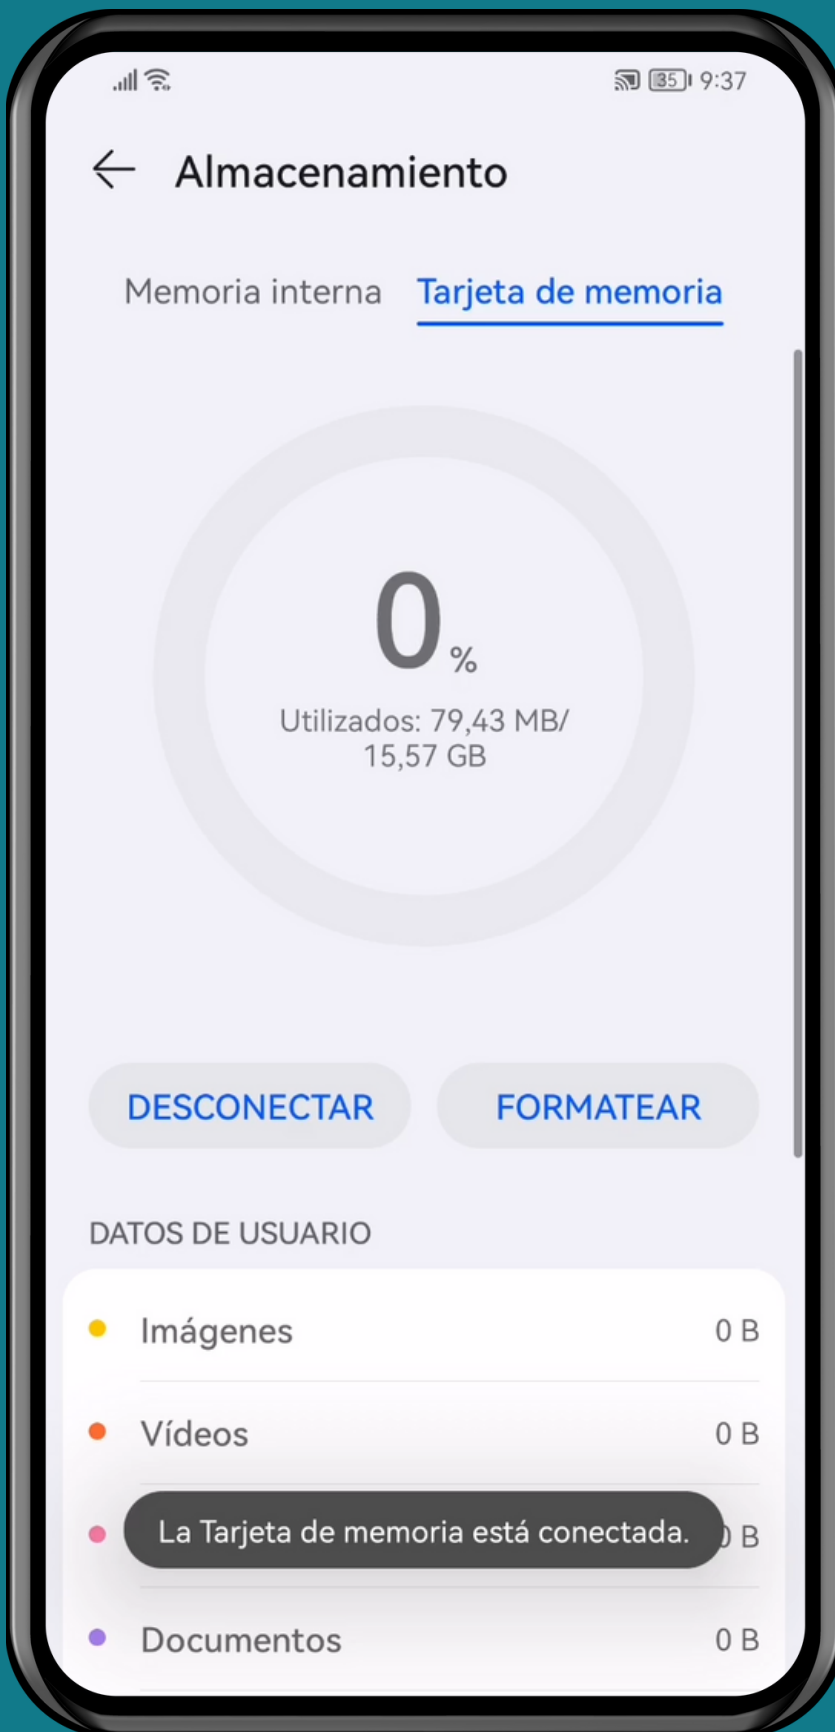 35 9:37
Almacenamiento
Memoria interna Tarjeta de memoria
0 %
Utilizados: 79,43 MB/
15,57 GB
DESCONECTAR FORMATEAR
DATOS DE USUARIO
Imágenes 0 B
Vídeos 0 B
La Tarjeta de memoria está conectada. B
Documentos 0 B